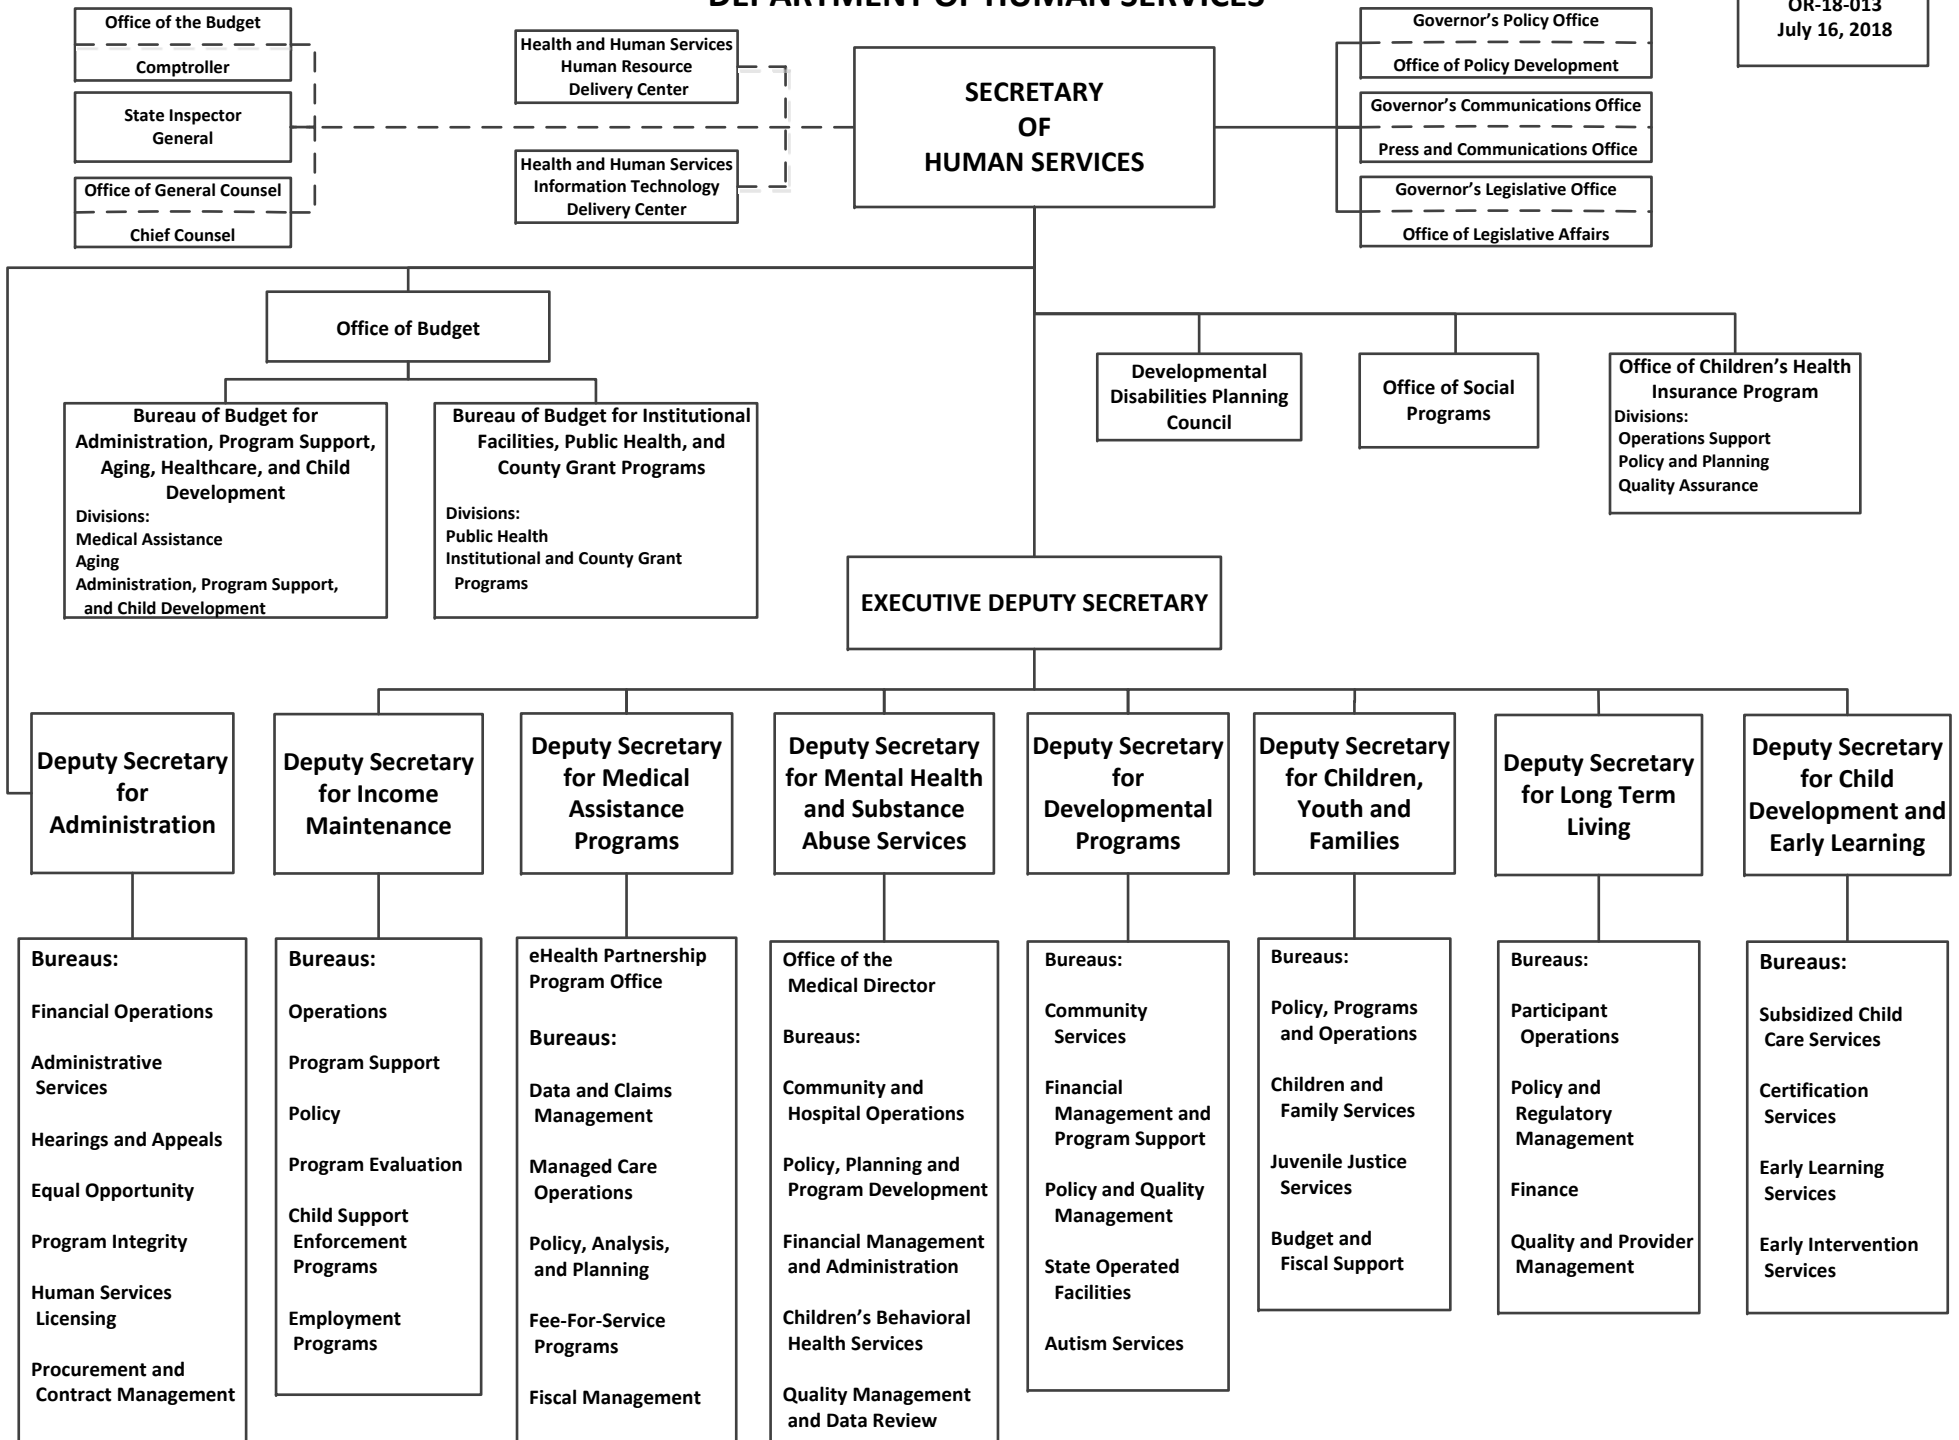 DEPARTMENT OF HUMAN SERVICES
OR-18-013
July 16, 2018
Office of the Budget
Comptroller
State Inspector
General
Office of General Counsel
Chief Counsel
Health and Human Services
Human Resource
Delivery Center
Health and Human Services
Information Technology
Delivery Center
SECRETARY
OF
HUMAN SERVICES
Governor’s Policy Office
Office of Policy Development
Governor’s Communications Office
Press and Communications Office
Governor’s Legislative Office
Office of Legislative Affairs
Office of Budget
Bureau of Budget for
Administration, Program Support,
Aging, Healthcare, and Child
Development
Divisions:
Medical Assistance
Aging
Administration, Program Support,
and Child Development
Bureau of Budget for Institutional
Facilities, Public Health, and
County Grant Programs
Divisions:
Public Health
Institutional and County Grant
Programs
Developmental
Disabilities Planning
Council
Office of Social
Programs
Office of Children’s Health
Insurance Program
Divisions:
Operations Support
Policy and Planning
Quality Assurance
EXECUTIVE DEPUTY SECRETARY
Deputy Secretary
for
Administration
Deputy Secretary
for Income
Maintenance
Deputy Secretary
for Medical
Assistance
Programs
Deputy Secretary
for Mental Health
and Substance
Abuse Services
Deputy Secretary
for
Developmental
Programs
Deputy Secretary
for Children,
Youth and
Families
Deputy Secretary
for Long Term
Living
Deputy Secretary
for Child
Development and
Early Learning
Bureaus:
Financial Operations
Administrative
Services
Hearings and Appeals
Equal Opportunity
Program Integrity
Human Services
Licensing
Procurement and
Contract Management
Bureaus:
Operations
Program Support
Policy
Program Evaluation
Child Support
Enforcement
Programs
Employment
Programs
eHealth Partnership
Program Office
Bureaus:
Data and Claims
Management
Managed Care
Operations
Policy, Analysis,
and Planning
Fee-For-Service
Programs
Fiscal Management
Office of the
Medical Director
Bureaus:
Community and
Hospital Operations
Policy, Planning and
Program Development
Financial Management
and Administration
Children’s Behavioral
Health Services
Quality Management
and Data Review
Bureaus:
Community
Services
Financial
Management and
Program Support
Policy and Quality
Management
State Operated
Facilities
Autism Services
Bureaus:
Policy, Programs
and Operations
Children and
Family Services
Juvenile Justice
Services
Budget and
Fiscal Support
Bureaus:
Participant
Operations
Policy and
Regulatory
Management
Finance
Quality and Provider
Management
Bureaus:
Subsidized Child
Care Services
Certification
Services
Early Learning
Services
Early Intervention
Services